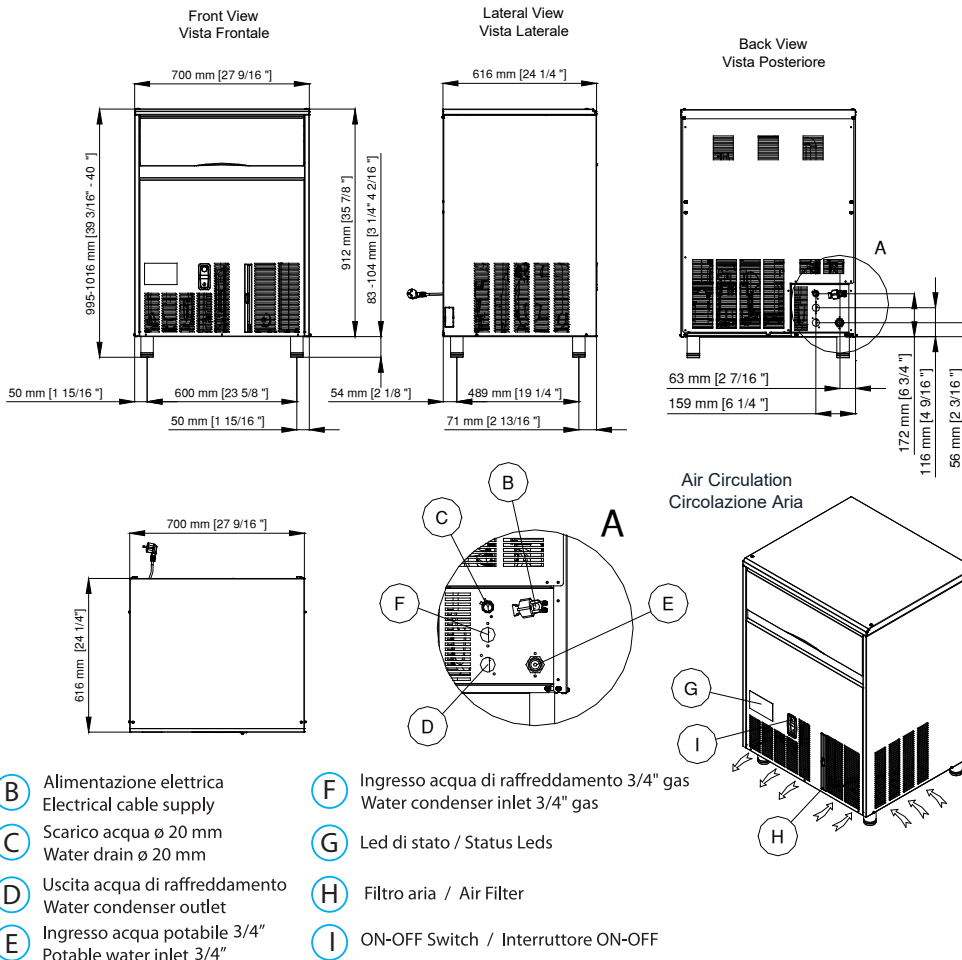 Front View
Vista Frontale
Lateral View
Vista Laterale
Back View
Vista Posteriore
700 mm [27 9/16 "]
616 mm [24 1/4 "]
995-1016 mm [39 3/16" - 40 "]
912 mm [35 7/8 "]
83 -104 mm [3 1/4" 4 2/16 "]
A
50 mm [1 15/16 "]
600 mm [23 5/8 "]
50 mm [1 15/16 "]
54 mm [2 1/8 "]
489 mm [19 1/4 "]
71 mm [2 13/16 "]
63 mm [2 7/16 "]
159 mm [6 1/4 "]
172 mm [6 3/4 "]
116 mm [4 9/16 "]
56 mm [2 3/16 "]
700 mm [27 9/16 "]
616 mm [24 1/4"]
B
C
A
F
E
D
Air Circulation
Circolazione Aria
G
I
H
B
Alimentazione elettrica
Electrical cable supply
C
Scarico acqua ø 20 mm
Water drain ø 20 mm
D
Uscita acqua di raffreddamento
Water condenser outlet
E
Ingresso acqua potabile 3/4"
Potable water inlet 3/4"
F
Ingresso acqua di raffreddamento 3/4" gas
Water condenser inlet 3/4" gas
G
Led di stato / Status Leds
H
Filtro aria / Air Filter
I
ON-OFF Switch / Interruttore ON-OFF